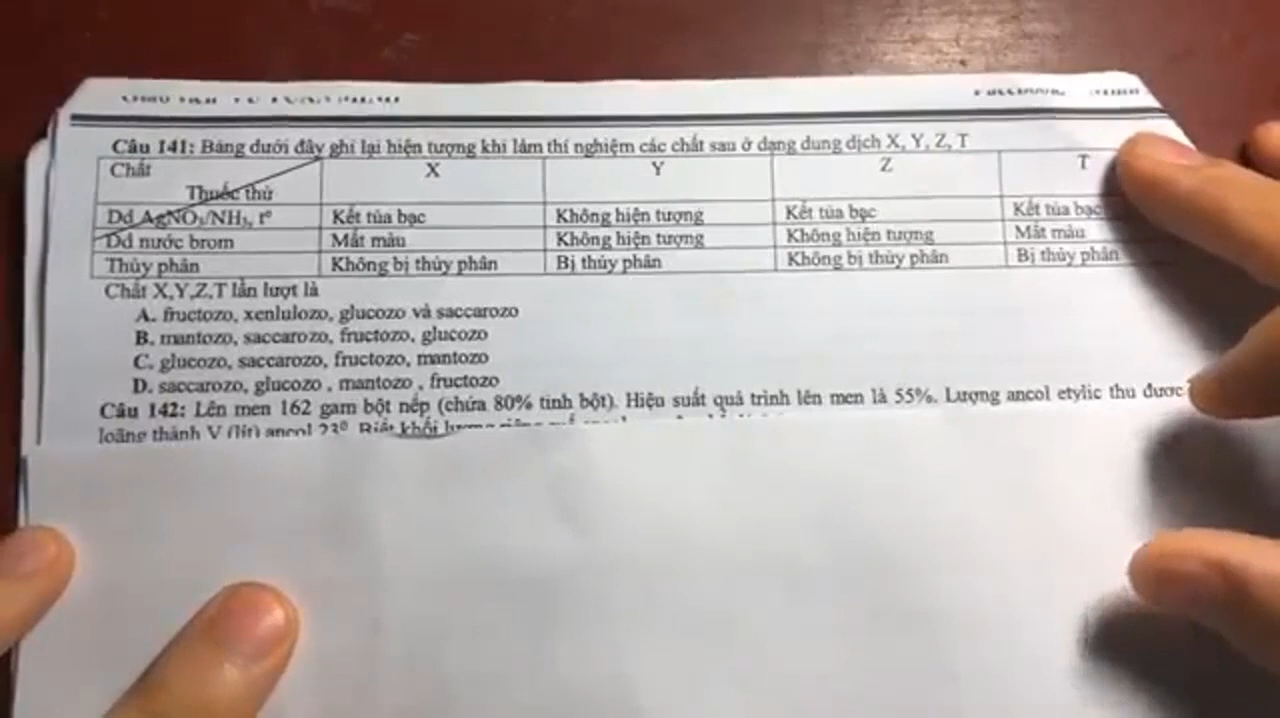 Câu 141: Bảng dưới đây ghi lại hiện tượng khi làm thí nghiệm các chất sau ở dạng dung dịch X, Y, Z, T
Chất X Y Z T
Thuốc thử
Dd AgNO₃/NH₃, tº Kết tủa bạc Không hiện tượng Kết tủa bạc Kết tủa bạc
Dd nước brom Mất màu Không hiện tượng Không hiện tượng Mất màu
Thủy phân Không bị thủy phân Bị thủy phân Không bị thủy phân Bị thủy phân
Chất X,Y,Z,T lần lượt là
A. fructozo, xenlulozo, glucozo và saccarozo
B. mantozo, saccarozo, fructozo, glucozo
C. glucozo, saccarozo, fructozo, mantozo
D. saccarozo, glucozo , mantozo , fructozo
Câu 142: Lên men 162 gam bột nếp (chứa 80% tinh bột). Hiệu suất quá trình lên men là 55%. Lượng ancol etylic thu được
loãng thành V (lít) ancol 23⁰. Biết khối